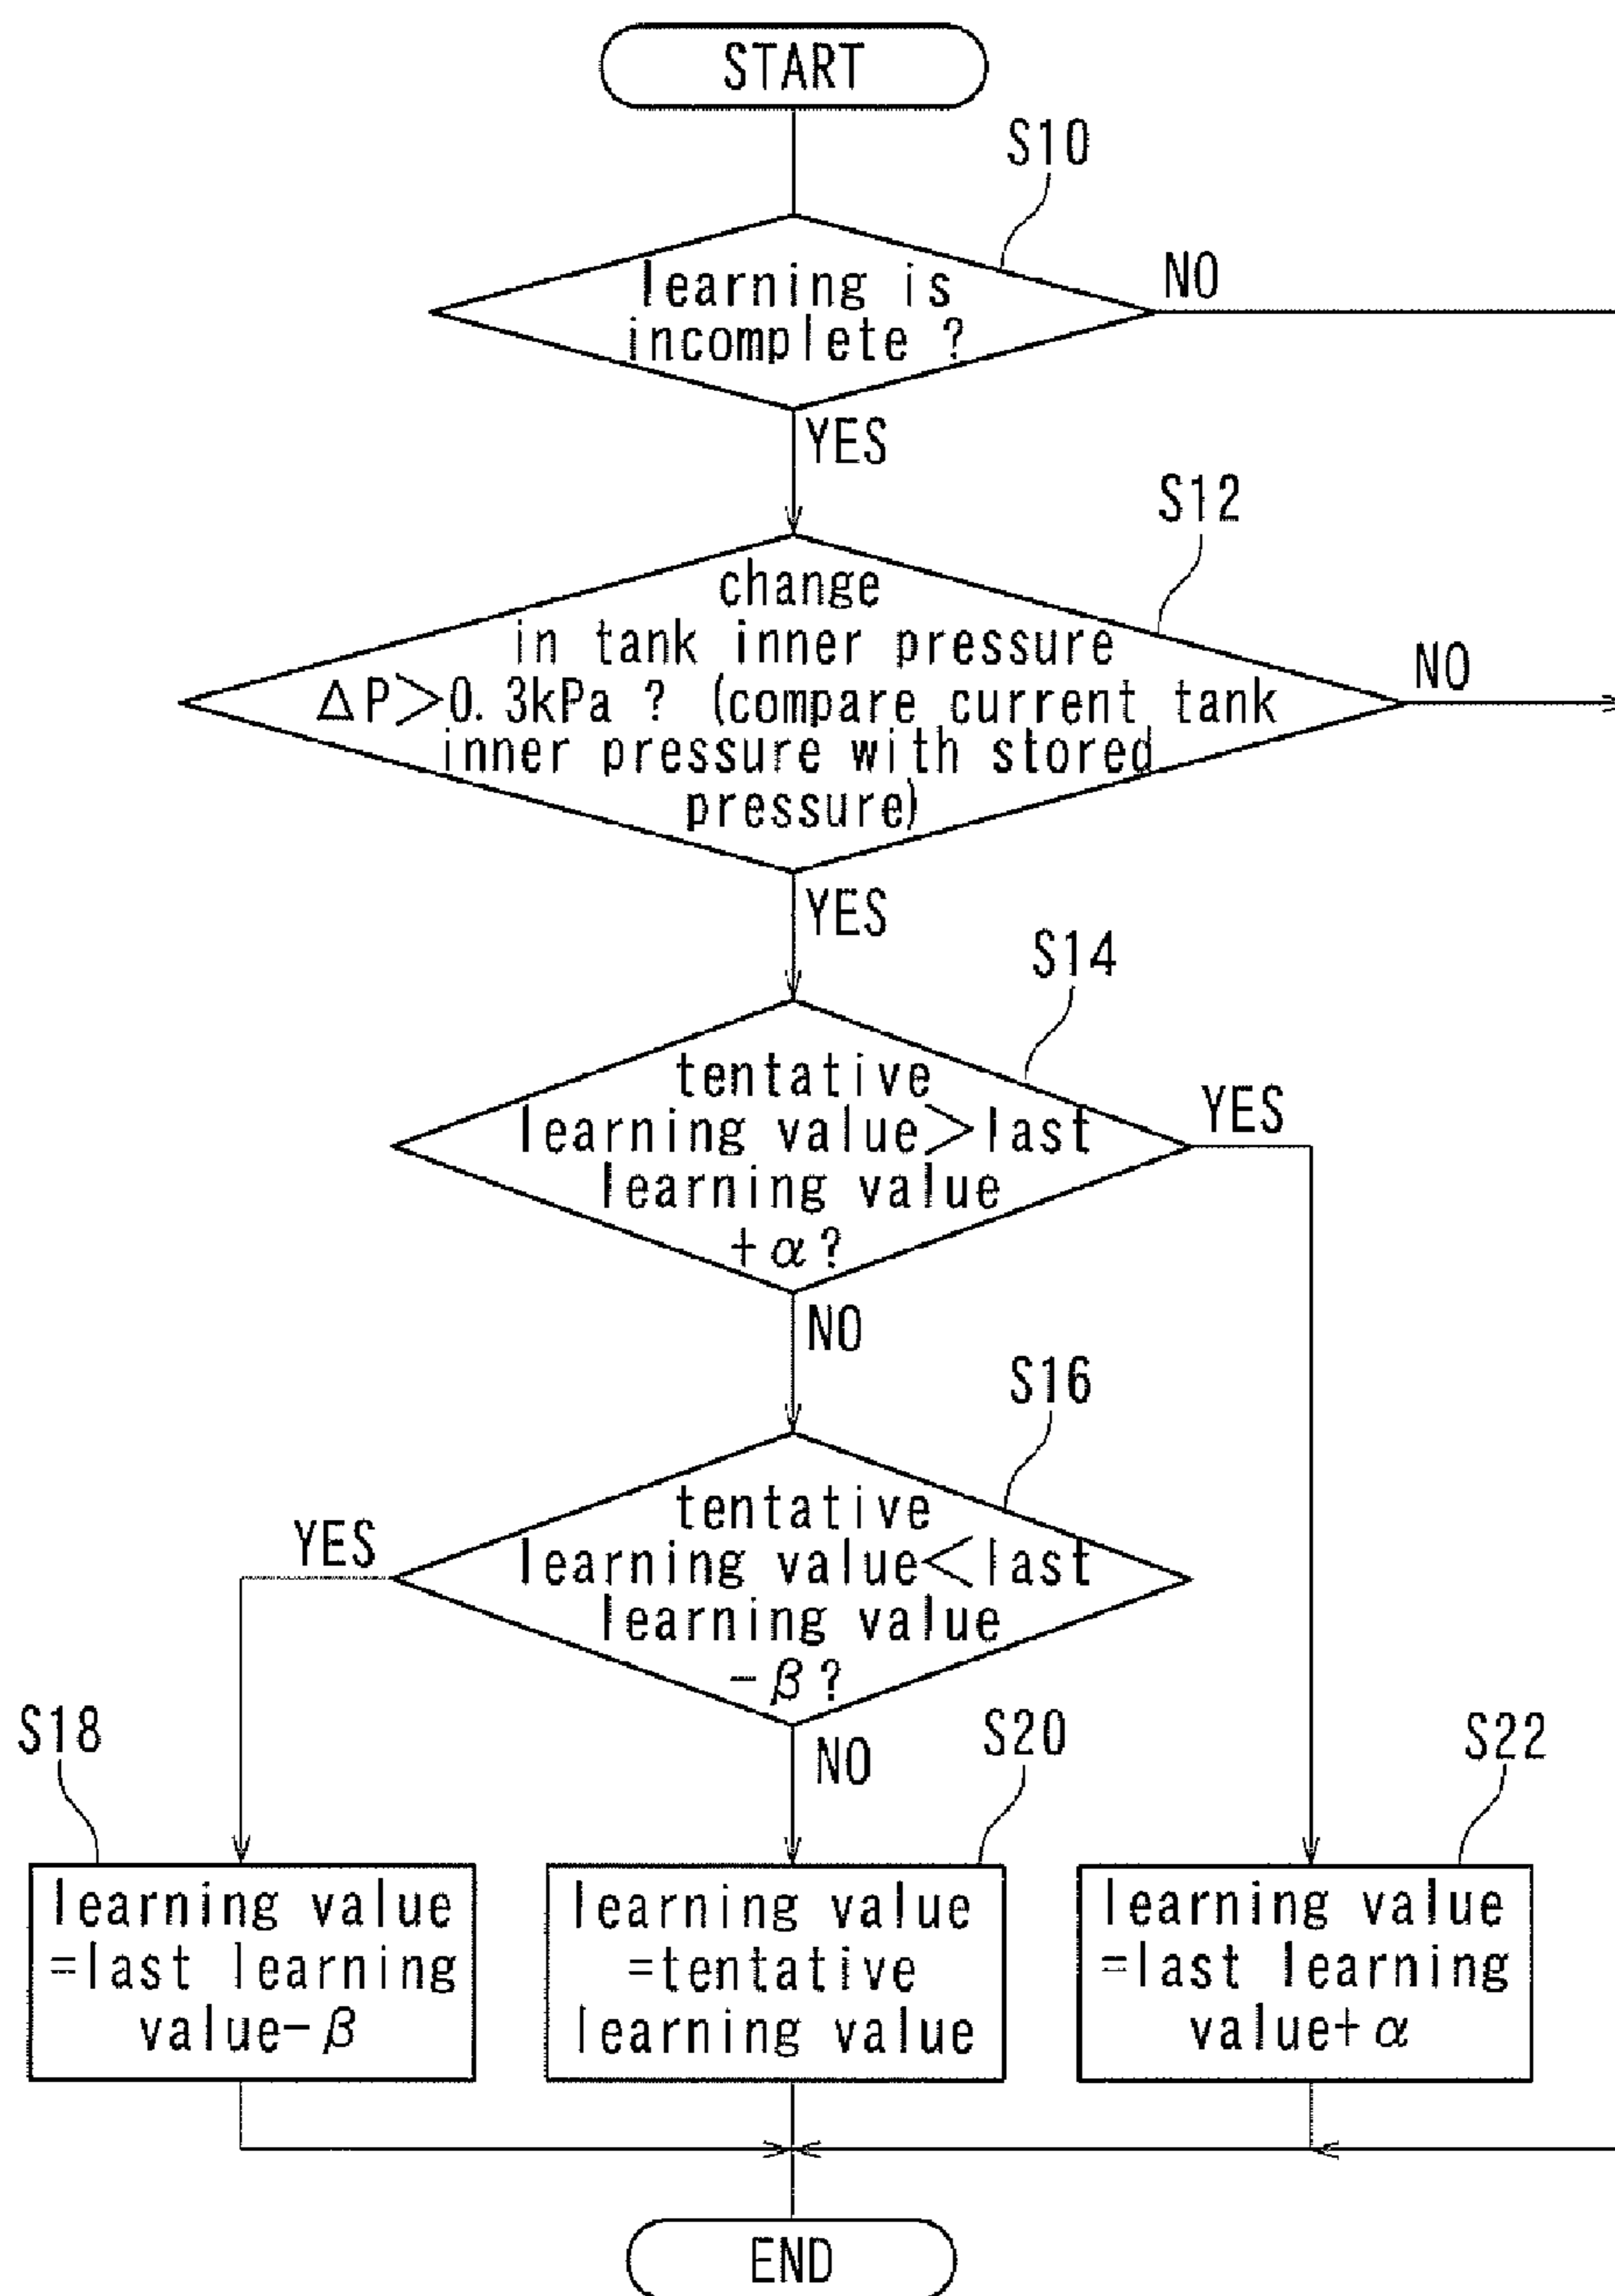 START
S10
learning is
incomplete ?
NO
YES
S12
change
in tank inner pressure
ΔP>0.3kPa ? (compare current tank
inner pressure with stored
pressure)
NO
YES
S14
tentative
learning value>last
learning value
+α?
YES
NO
S16
tentative
learning value<last
learning value
-β?
YES
NO
S18
S20
S22
learning value
=last learning
value-β
learning value
=tentative
learning value
learning value
=last learning
value+α
END